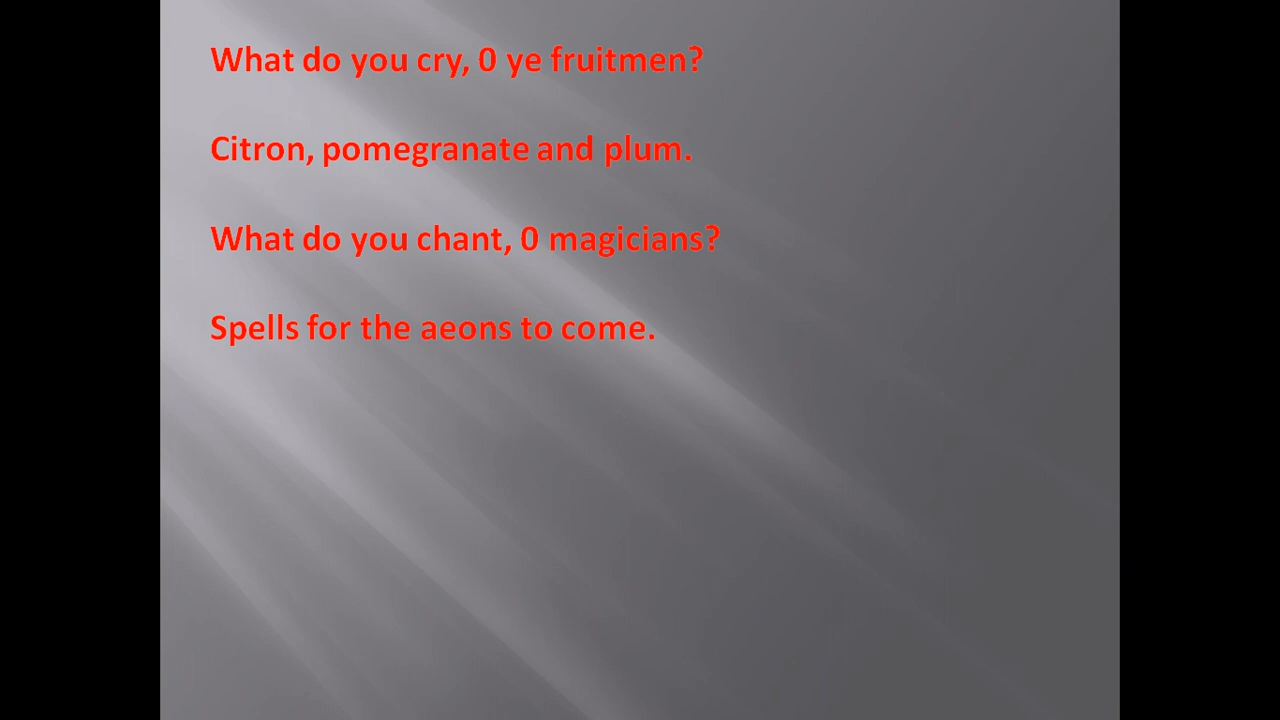 What do you cry, 0 ye fruitmen?
Citron, pomegranate and plum.
What do you chant, 0 magicians?
Spells for the aeons to come.